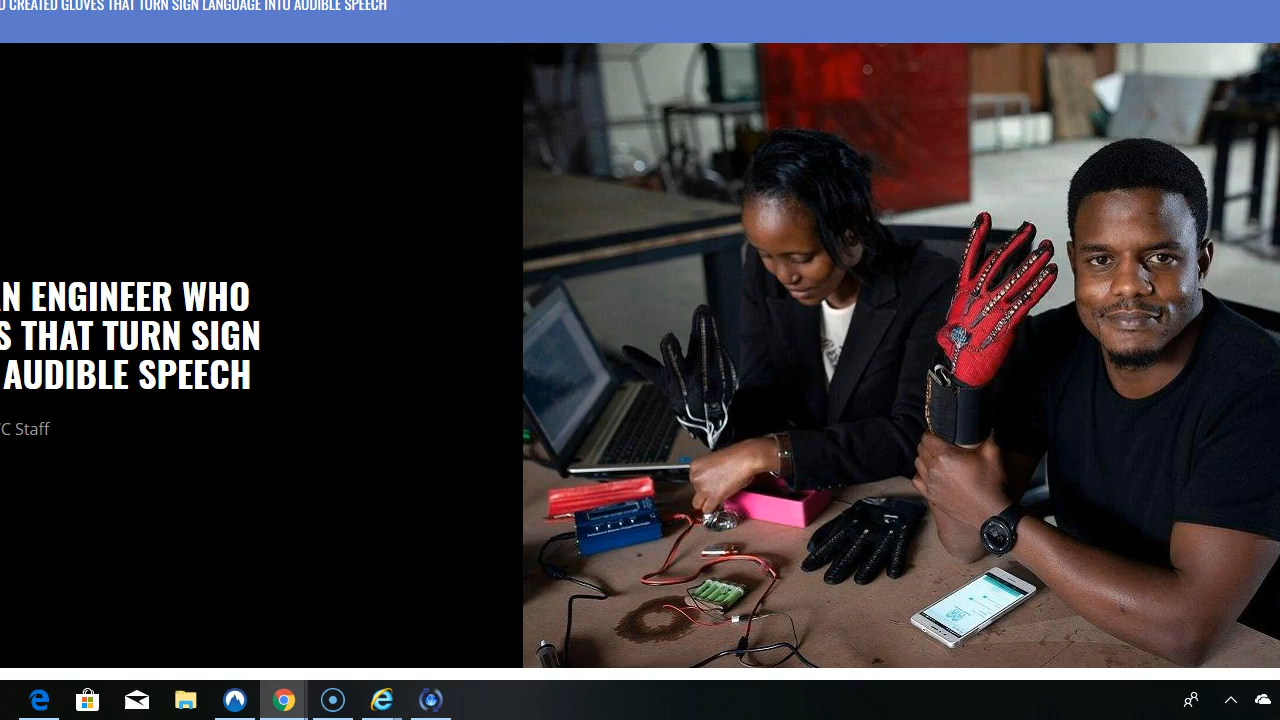 CREATED GLOVES THAT TURN SIGN LANGUAGE INTO AUDIBLE SPEECH
ENGINEER WHO
THAT TURN SIGN
AUDIBLE SPEECH
Staff